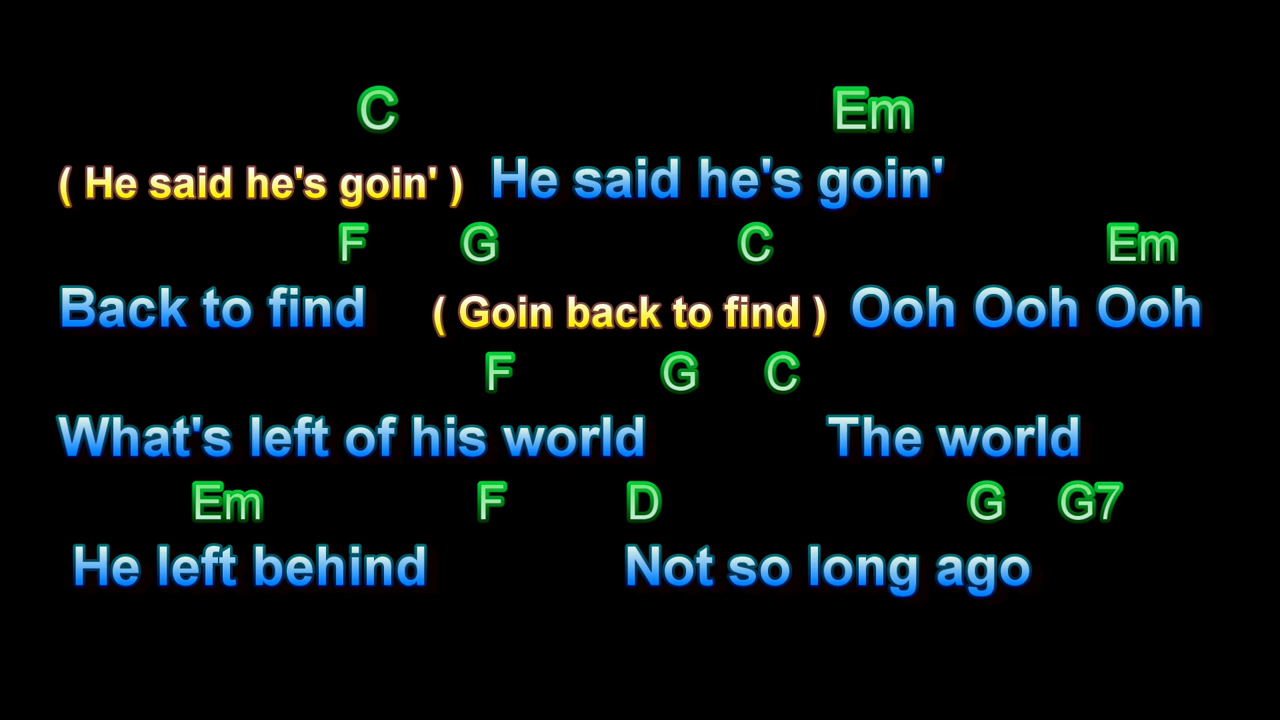 C Em
( He said he's goin' ) He said he's goin'
F G C Em
Back to find ( Goin back to find ) Ooh Ooh Ooh
F G C
What's left of his world The world
Em F D G G7
He left behind Not so long ago